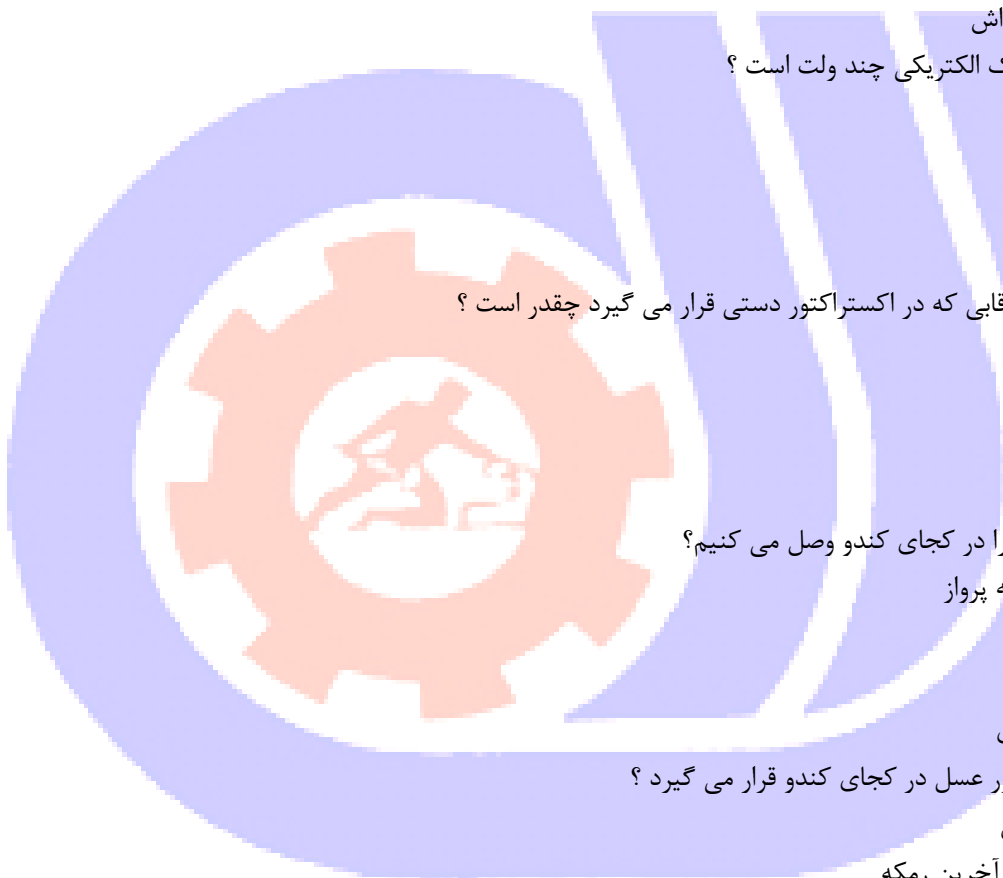 اش
الکتریکی چند ولت است ؟
قابی که در اکستراکتور دستی قرار می گیرد چقدر است ؟
را در کجای کندو وصل می کنیم؟
پرواز
عسل در کجای کندو قرار می گیرد ؟
آخرین